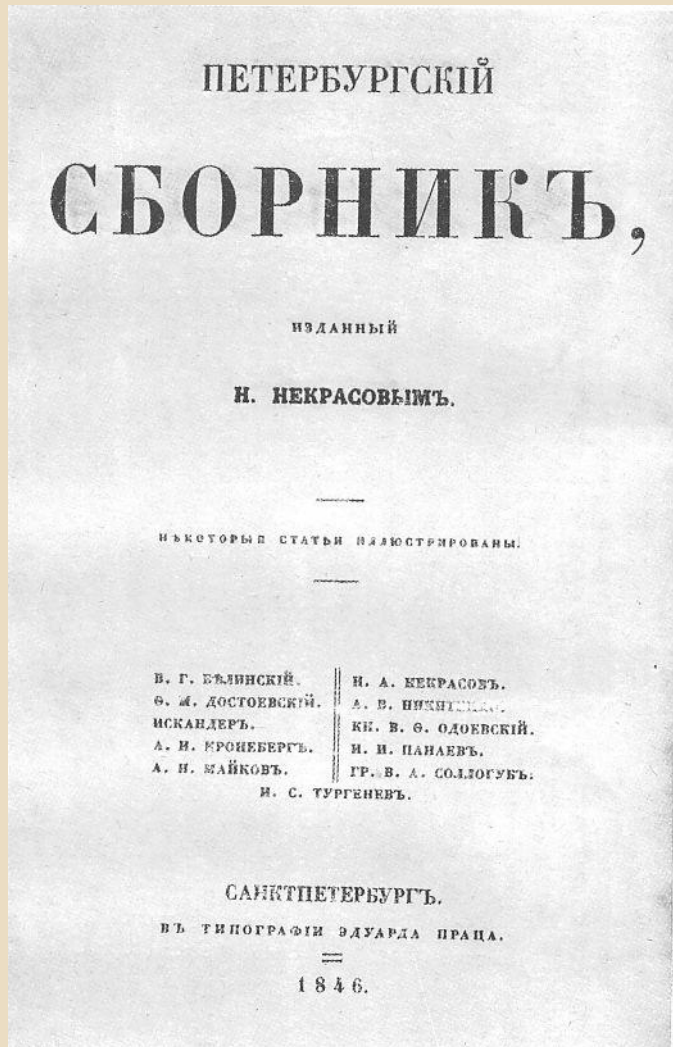 ПЕТЕРБУРГСКІЙ
СБОРНИКЪ,
ИЗДАННЫЙ
Н. НЕКРАСОВЫМЪ.
НѢКОТОРЫЯ СТАТЬИ ИЛЛЮСТРИРОВАНЫ.
В. Г. БѢЛИНСКІЙ.
Ѳ. М. ДОСТОЕВСКІЙ.
ИСКАНДЕРЪ.
А. И. КРОНЕБЕРГЪ.
А. Н. МАЙКОВЪ.
Н. А. НЕКРАСОВЪ.
А. В. НИКИТЕНКО.
КН. В. Ѳ. ОДОЕВСКІЙ.
И. И. ПАНАЕВЪ.
ГР. В. А. СОЛЛОГУБЪ.
И. С. ТУРГЕНЕВЪ.
САНКТПЕТЕРБУРГЪ.
ВЪ ТИПОГРАФІИ ЭДУАРДА ПРАЦА.
1846.